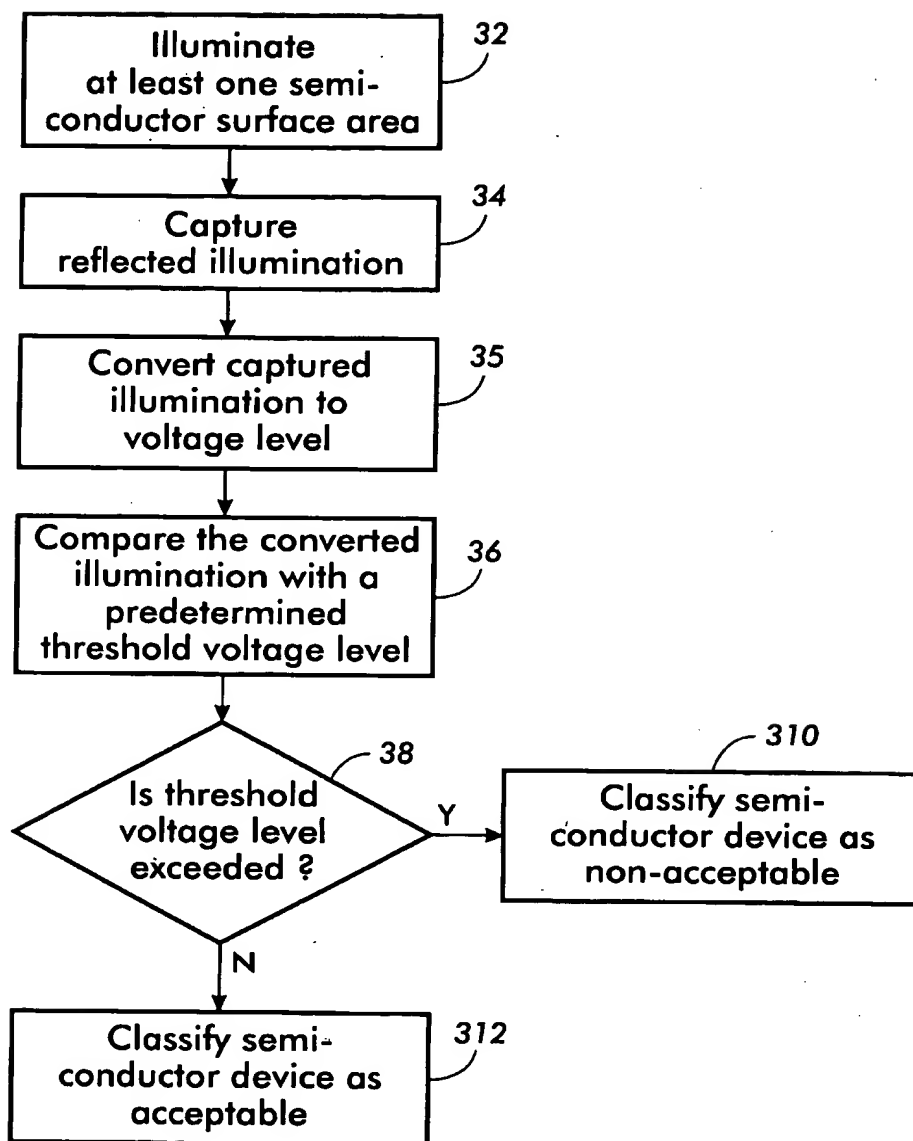 Illuminate
at least one semi-
conductor surface area
32
Capture
reflected illumination
34
Convert captured
illumination to
voltage level
35
Compare the converted
illumination with a
predetermined
threshold voltage level
36
Is threshold
voltage level
exceeded ?
38
Y
Classify semi-
conductor device as
non-acceptable
310
N
Classify semi-
conductor device as
acceptable
312